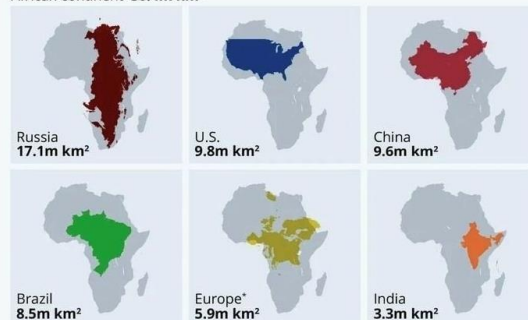 Russia
17.1m km²
U.S.
9.8m km²
China
9.6m km²
Brazil
8.5m km²
Europe*
5.9m km²
India
3.3m km²